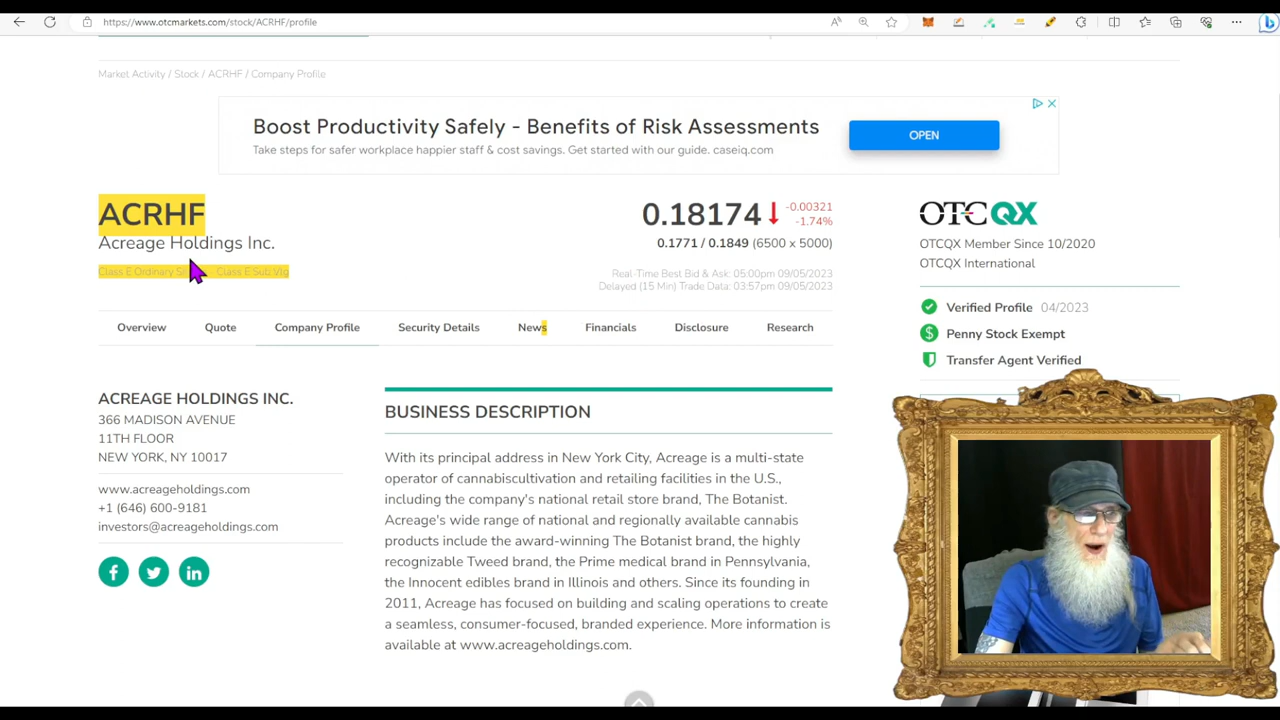 https://www.otcmarkets.com/stock/ACRHF/profile
Market Activity / Stock / ACRHF / Company Profile
Boost Productivity Safely - Benefits of Risk Assessments
Take steps for safer workplace happier staff & cost savings. Get started with our guide. caseiq.com
OPEN
ACRHF
Acreage Holdings Inc.
Class E Ordinary Class E Sub Vtg
0.18174
-0.00321
-1.74%
0.1771 / 0.1849 (6500 x 5000)
Real-Time Best Bid & Ask: 05:00pm 09/05/2023
Delayed (15 Min) Trade Data: 03:57pm 09/05/2023
OTCQX
OTCQX Member Since 10/2020
OTCQX International
Verified Profile 04/2023
Penny Stock Exempt
Transfer Agent Verified
Overview Quote Company Profile Security Details News Financials Disclosure Research
ACREAGE HOLDINGS INC.
366 MADISON AVENUE
11TH FLOOR
NEW YORK, NY 10017
www.acreageholdings.com
+1 (646) 600-9181
investors@acreageholdings.com
BUSINESS DESCRIPTION
With its principal address in New York City, Acreage is a multi-state
operator of cannabiscultivation and retailing facilities in the U.S.,
including the company's national retail store brand, The Botanist.
Acreage's wide range of national and regionally available cannabis
products include the award-winning The Botanist brand, the highly
recognizable Tweed brand, the Prime medical brand in Pennsylvania,
the Innocent edibles brand in Illinois and others. Since its founding in
2011, Acreage has focused on building and scaling operations to create
a seamless, consumer-focused, branded experience. More information is
available at www.acreageholdings.com.